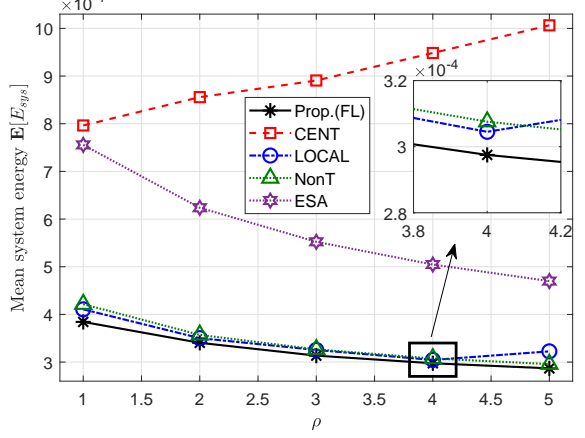 10
9
8
7
6
5
4
3
Mean system energy E[E_sys]
Prop.(FL)
CENT
LOCAL
NonT
ESA
3.2
×10⁻⁴
3
2.8
3.8 4 4.2
1 1.5 2 2.5 3 3.5 4 4.5 5
ρ